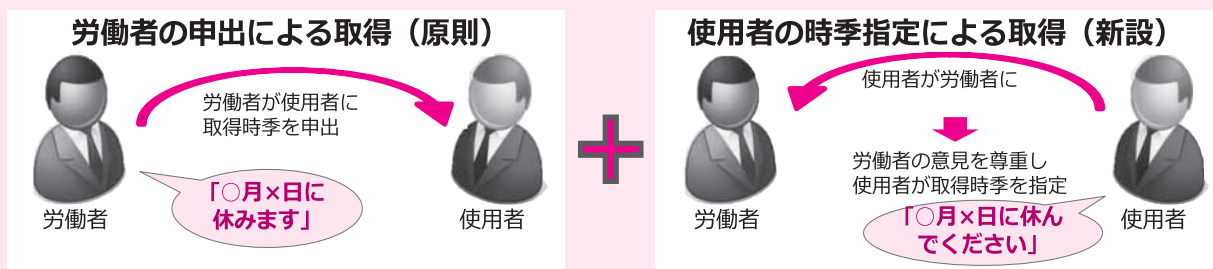 労働者の申出による取得（原則）
労働者が使用者に
取得時季を申出
「○月×日に
休みます」
労働者
使用者
使用者の時季指定による取得（新設）
使用者が労働者に
労働者の意見を尊重し
使用者が取得時季を指定
「○月×日に休ん
でください」
労働者
使用者